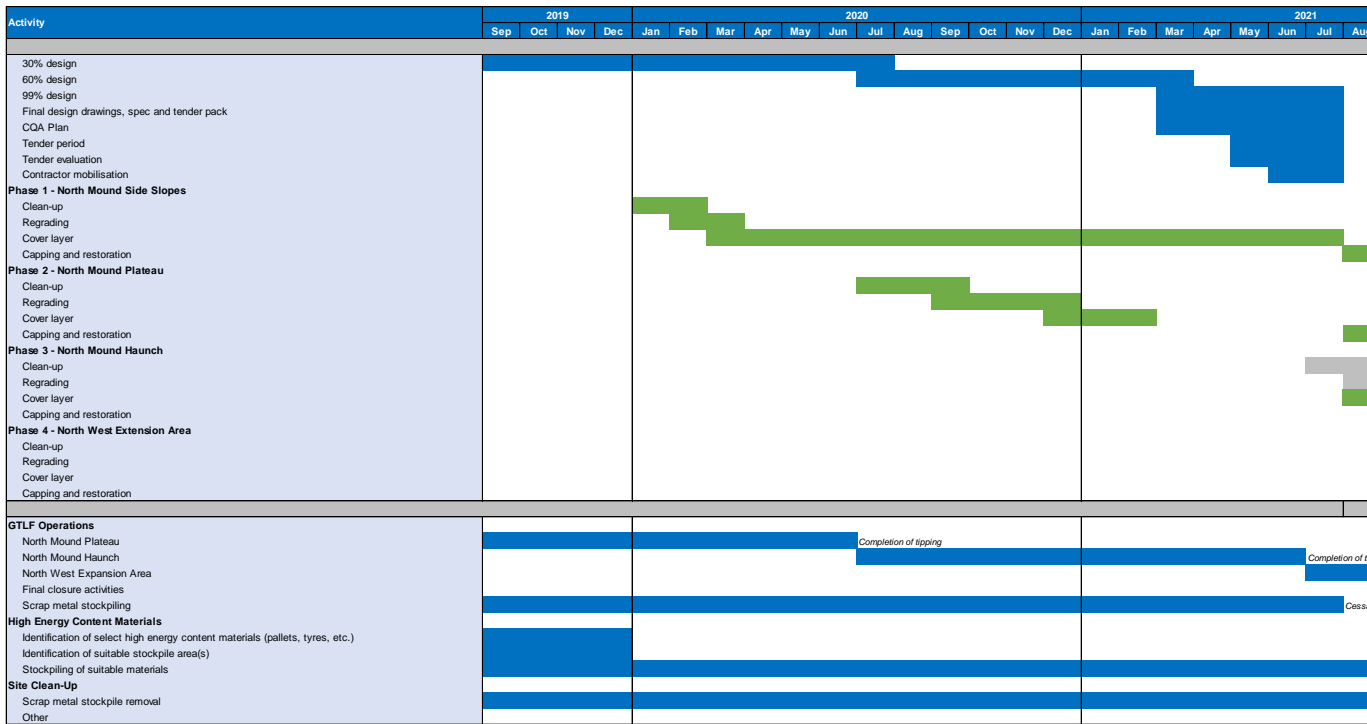 Activity 2019 2020 2021
Sep Oct Nov Dec Jan Feb Mar Apr May Jun Jul Aug Sep Oct Nov Dec Jan Feb Mar Apr May Jun Jul Aug
30% design
60% design
99% design
Final design drawings, spec and tender pack
CQA Plan
Tender period
Tender evaluation
Contractor mobilisation
Phase 1 - North Mound Side Slopes
Clean-up
Regrading
Cover layer
Capping and restoration
Phase 2 - North Mound Plateau
Clean-up
Regrading
Cover layer
Capping and restoration
Phase 3 - North Mound Haunch
Clean-up
Regrading
Cover layer
Capping and restoration
Phase 4 - North West Extension Area
Clean-up
Regrading
Cover layer
Capping and restoration
GTLF Operations
North Mound Plateau Completion of tipping
North Mound Haunch Completion of t
North West Expansion Area
Final closure activities
Scrap metal stockpiling Cess
High Energy Content Materials
Identification of select high energy content materials (pallets, tyres, etc.)
Identification of suitable stockpile area(s)
Stockpiling of suitable materials
Site Clean-Up
Scrap metal stockpile removal
Other